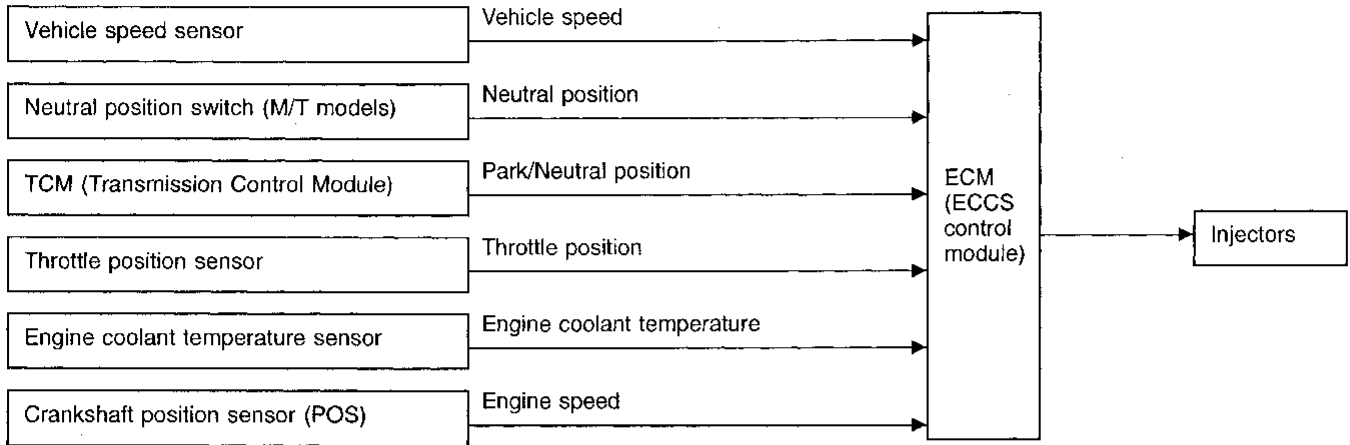 Vehicle speed sensor
Vehicle speed
Neutral position switch (M/T models)
Neutral position
TCM (Transmission Control Module)
Park/Neutral position
Throttle position sensor
Throttle position
Engine coolant temperature sensor
Engine coolant temperature
Crankshaft position sensor (POS)
Engine speed
ECM
(ECCS
control
module)
Injectors